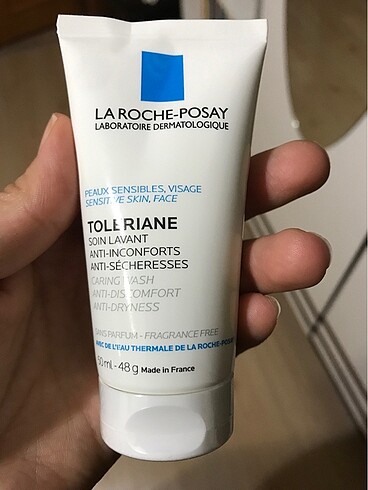 LA ROCHE-POSAY
LABORATOIRE DERMATOLOGIQUE
PEAUX SENSIBLES, VISAGE
SENSITIVE SKIN, FACE
TOLERIANE
SOIN LAVANT
ANTI-INCONFORTS
ANTI-SÉCHERESSES
CARING WASH
ANTI-DISCOMFORT
ANTI-DRYNESS
SANS PARFUM - FRAGRANCE FREE
AVEC DE L'EAU THERMALE DE LA ROCHE-POSAY
50 ml - 48 g Made in France